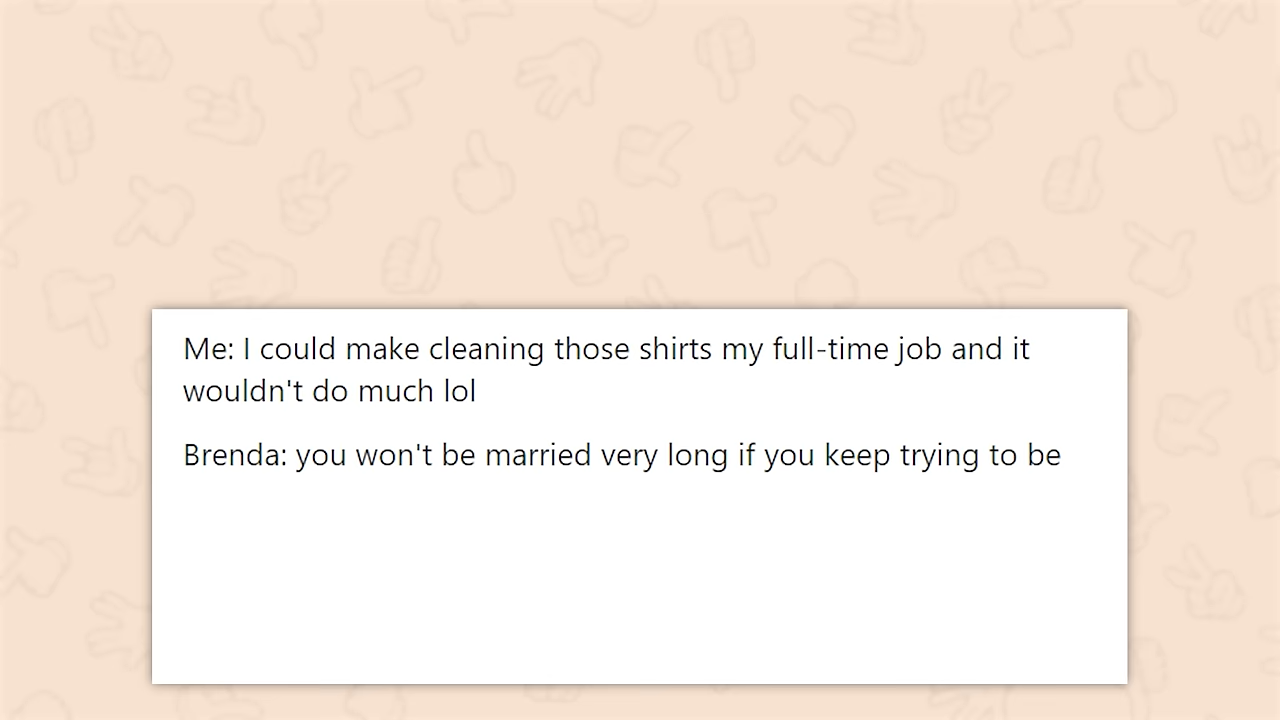 Me: I could make cleaning those shirts my full-time job and it
wouldn't do much lol
Brenda: you won't be married very long if you keep trying to be